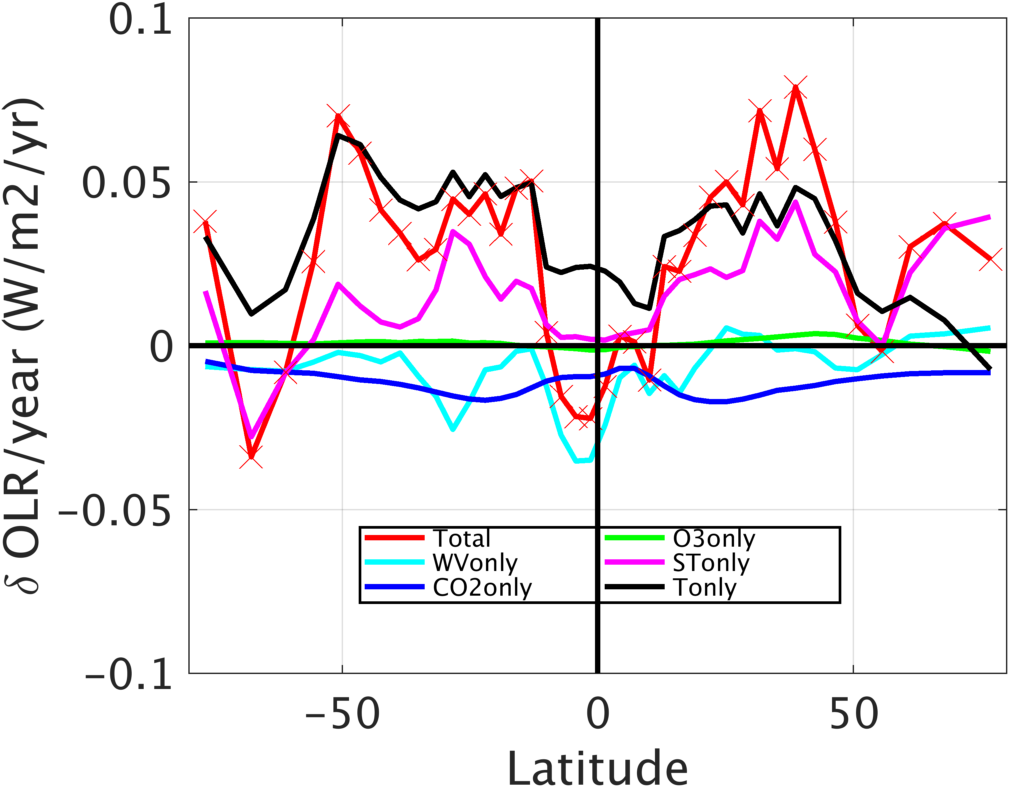 δ OLR/year (W/m2/yr)
0.1
0.05
0
−0.05
−0.1
Total
WVonly
CO2only
O3only
STonly
Tonly
−50
0
50
Latitude